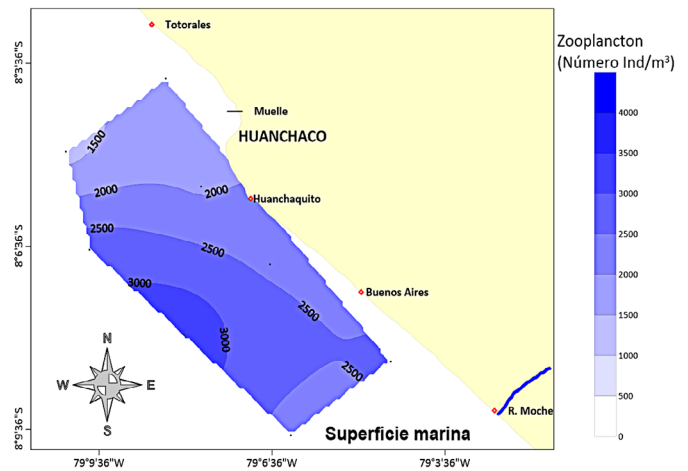 Totorales
Zooplancton
(Número Ind/m³)
8°3'36"S
Muelle
HUANCHACO
1500
2000
2000
Huanchaquito
2500
2500
8°6'36"S
3000
Buenos Aires
2500
3000
2500
N
W
E
S
R. Moche
8°9'36"S
Superficie marina
79°9'36"W
79°6'36"W
79°3'36"W
4000
3500
3000
2500
2000
1500
1000
500
0